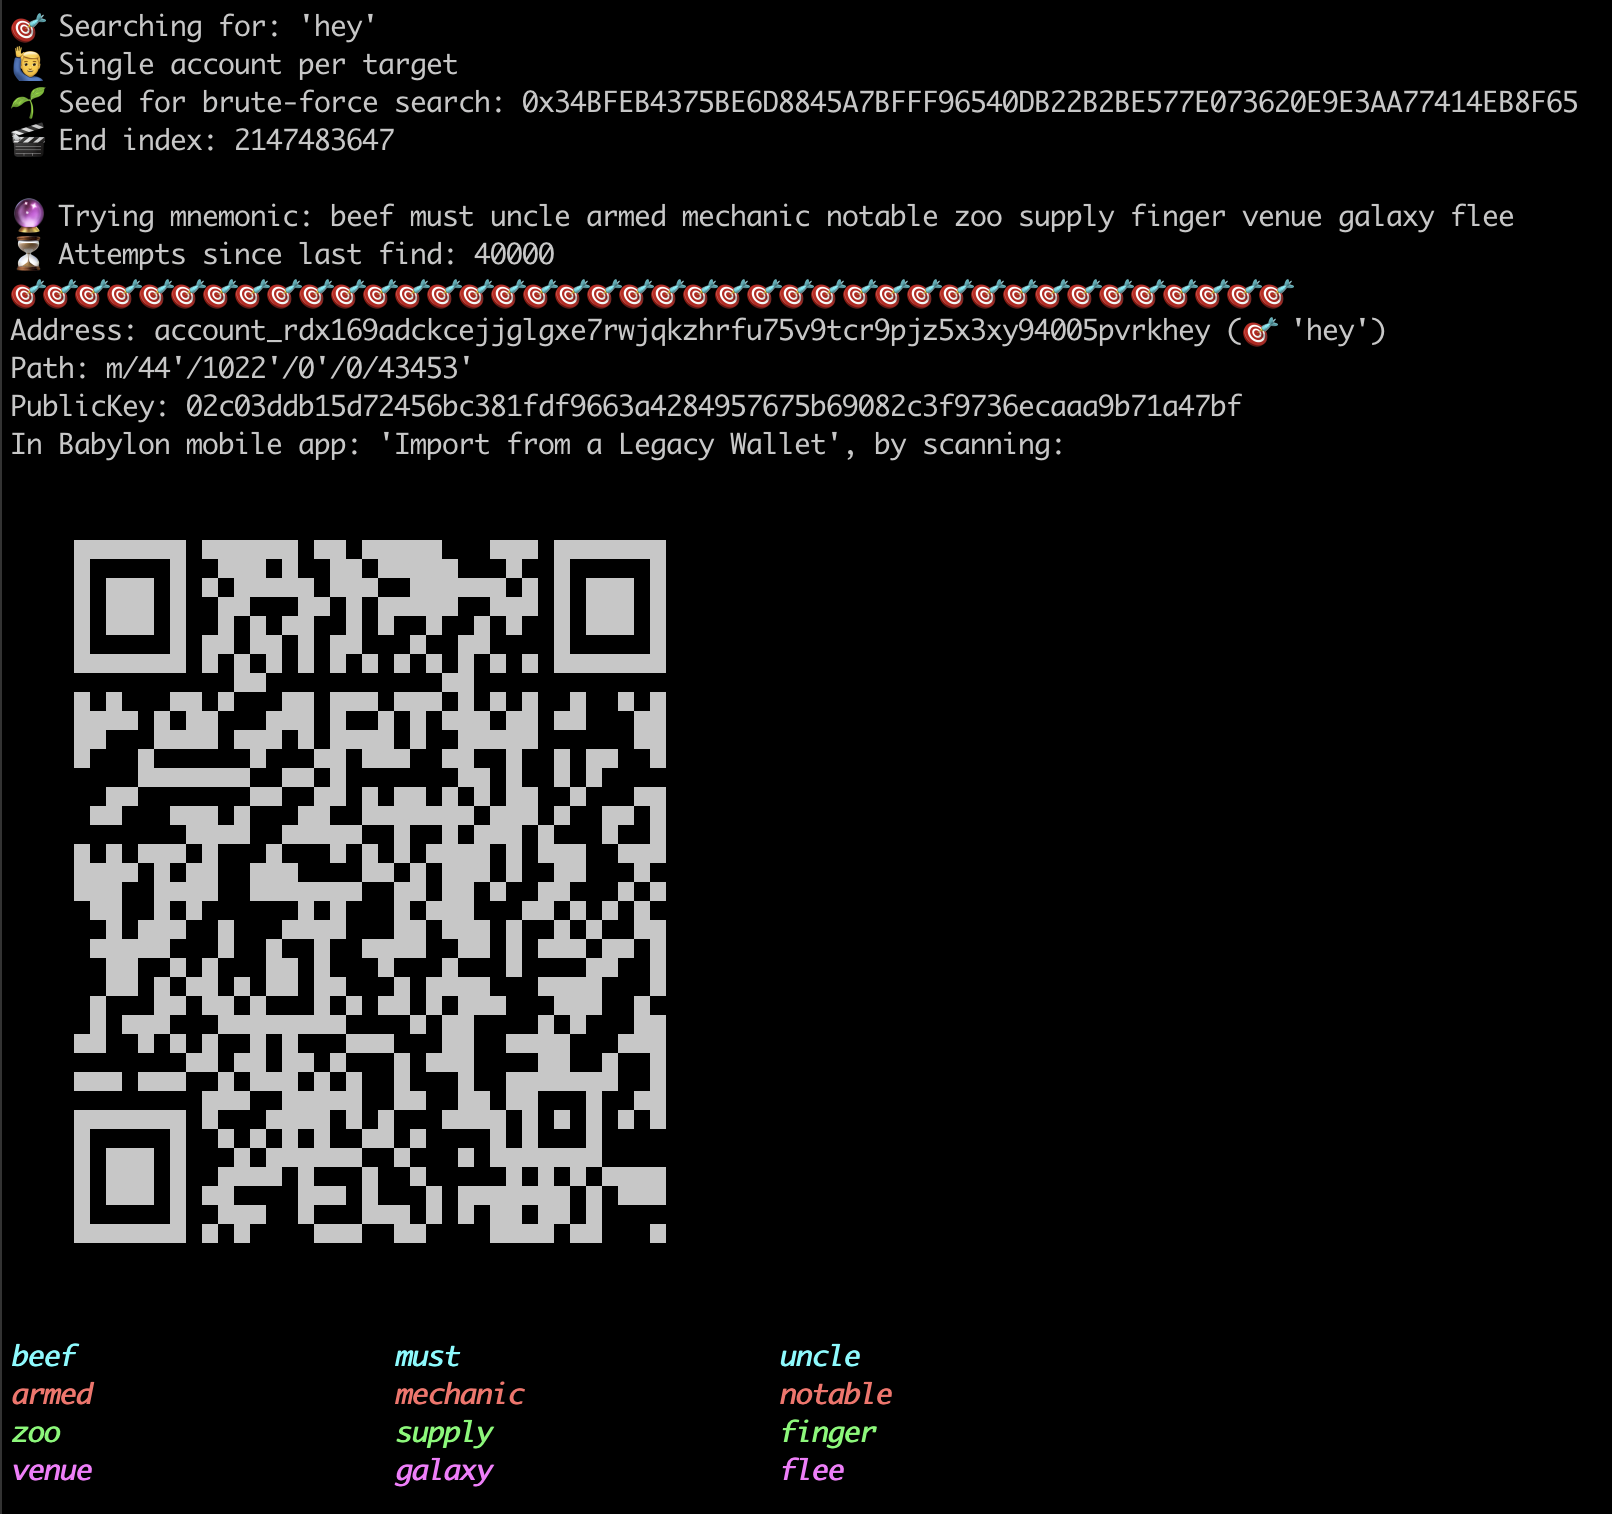 🎯 Searching for: 'hey'
🙋‍♂️ Single account per target
🌱 Seed for brute-force search: 0x34BFEB4375BE6D8845A7BFFF96540DB22B2BE577E073620E9E3AA77414EB8F65
🎬 End index: 2147483647
🔮 Trying mnemonic: beef must uncle armed mechanic notable zoo supply finger venue galaxy flee
⏳ Attempts since last find: 40000
🎯🎯🎯🎯🎯🎯🎯🎯🎯🎯🎯🎯🎯🎯🎯🎯🎯🎯🎯🎯🎯🎯🎯🎯🎯🎯🎯🎯🎯🎯🎯🎯🎯🎯🎯🎯🎯🎯🎯🎯
Address: account_rdx169adckcejjglgxe7rwjqkzhrfu75v9tcr9pjz5x3xy94005pvrkhey (🎯 'hey')
Path: m/44'/1022'/0'/0/43453'
PublicKey: 02c03ddb15d72456bc381fdf9663a4284957675b69082c3f9736ecaaa9b71a47bf
In Babylon mobile app: 'Import from a Legacy Wallet', by scanning:
beef must uncle
armed mechanic notable
zoo supply finger
venue galaxy flee